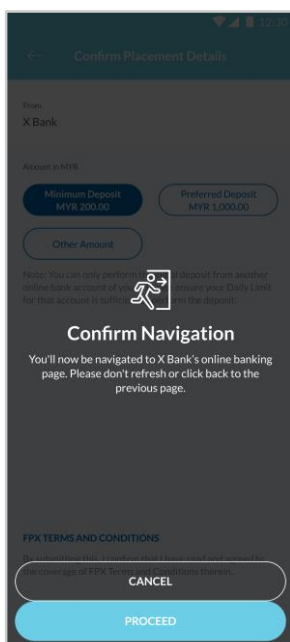 12:30
Confirm Placement Details
From
X Bank
Amount in MYR
Minimum Deposit
MYR 200.00
Preferred Deposit
MYR 1,000.00
Other Amount
Note: You can only perform deposit from another
online bank account of ensure your Daily Limit
for that account is sufficient perform the deposit.
Confirm Navigation
You'll now be navigated to X Bank's online banking
page. Please don't refresh or click back to the
previous page.
FPX TERMS AND CONDITIONS
By submitting this, I confirm that I have read and agreed to
the coverage of FPX Terms and Conditions therein.
CANCEL
PROCEED